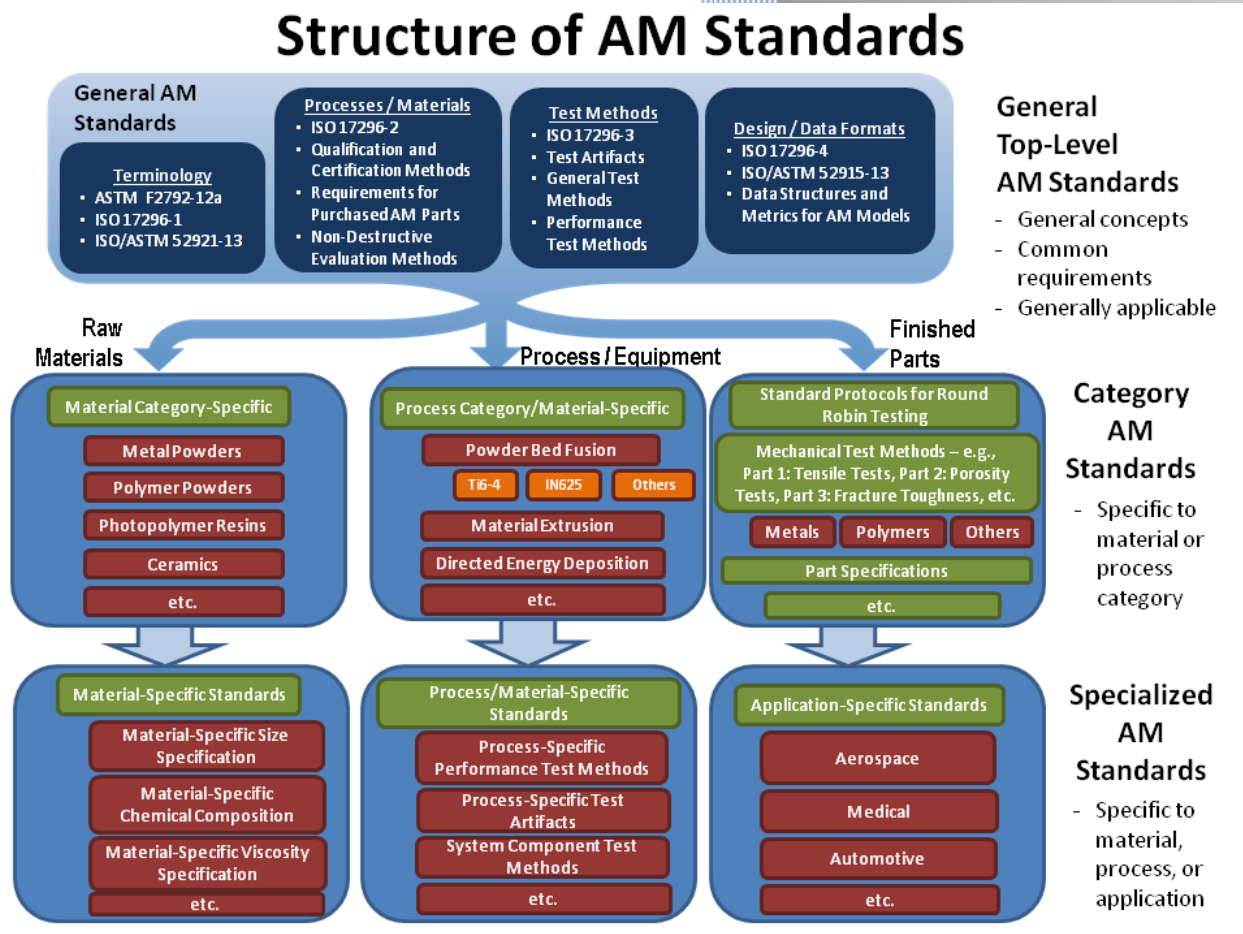 Structure of AM Standards
General AM
Standards
Terminology
▪ ASTM F2792-12a
▪ ISO 17296-1
▪ ISO/ASTM 52921-13
Processes / Materials
▪ ISO 17296-2
▪ Qualification and
Certification Methods
▪ Requirements for
Purchased AM Parts
▪ Non-Destructive
Evaluation Methods
Test Methods
▪ ISO 17296-3
▪ Test Artifacts
▪ General Test
Methods
▪ Performance
Test Methods
Design / Data Formats
▪ ISO 17296-4
▪ ISO/ASTM 52915-13
▪ Data Structures and
Metrics for AM Models
General
Top-Level
AM Standards
- General concepts
- Common
requirements
- Generally applicable
Raw
Materials
Process / Equipment
Finished
Parts
Material Category-Specific
Metal Powders
Polymer Powders
Photopolymer Resins
Ceramics
etc.
Process Category/Material-Specific
Powder Bed Fusion
Ti6-4
IN625
Others
Material Extrusion
Directed Energy Deposition
etc.
Standard Protocols for Round
Robin Testing
Mechanical Test Methods – e.g.,
Part 1: Tensile Tests, Part 2: Porosity
Tests, Part 3: Fracture Toughness, etc.
Metals
Polymers
Others
Part Specifications
etc.
Category
AM
Standards
- Specific to
material or
process
category
Material-Specific Standards
Material-Specific Size
Specification
Material-Specific
Chemical Composition
Material-Specific Viscosity
Specification
etc.
Process/Material-Specific
Standards
Process-Specific
Performance Test Methods
Process-Specific Test
Artifacts
System Component Test
Methods
etc.
Application-Specific Standards
Aerospace
Medical
Automotive
etc.
Specialized
AM
Standards
- Specific to
material,
process, or
application